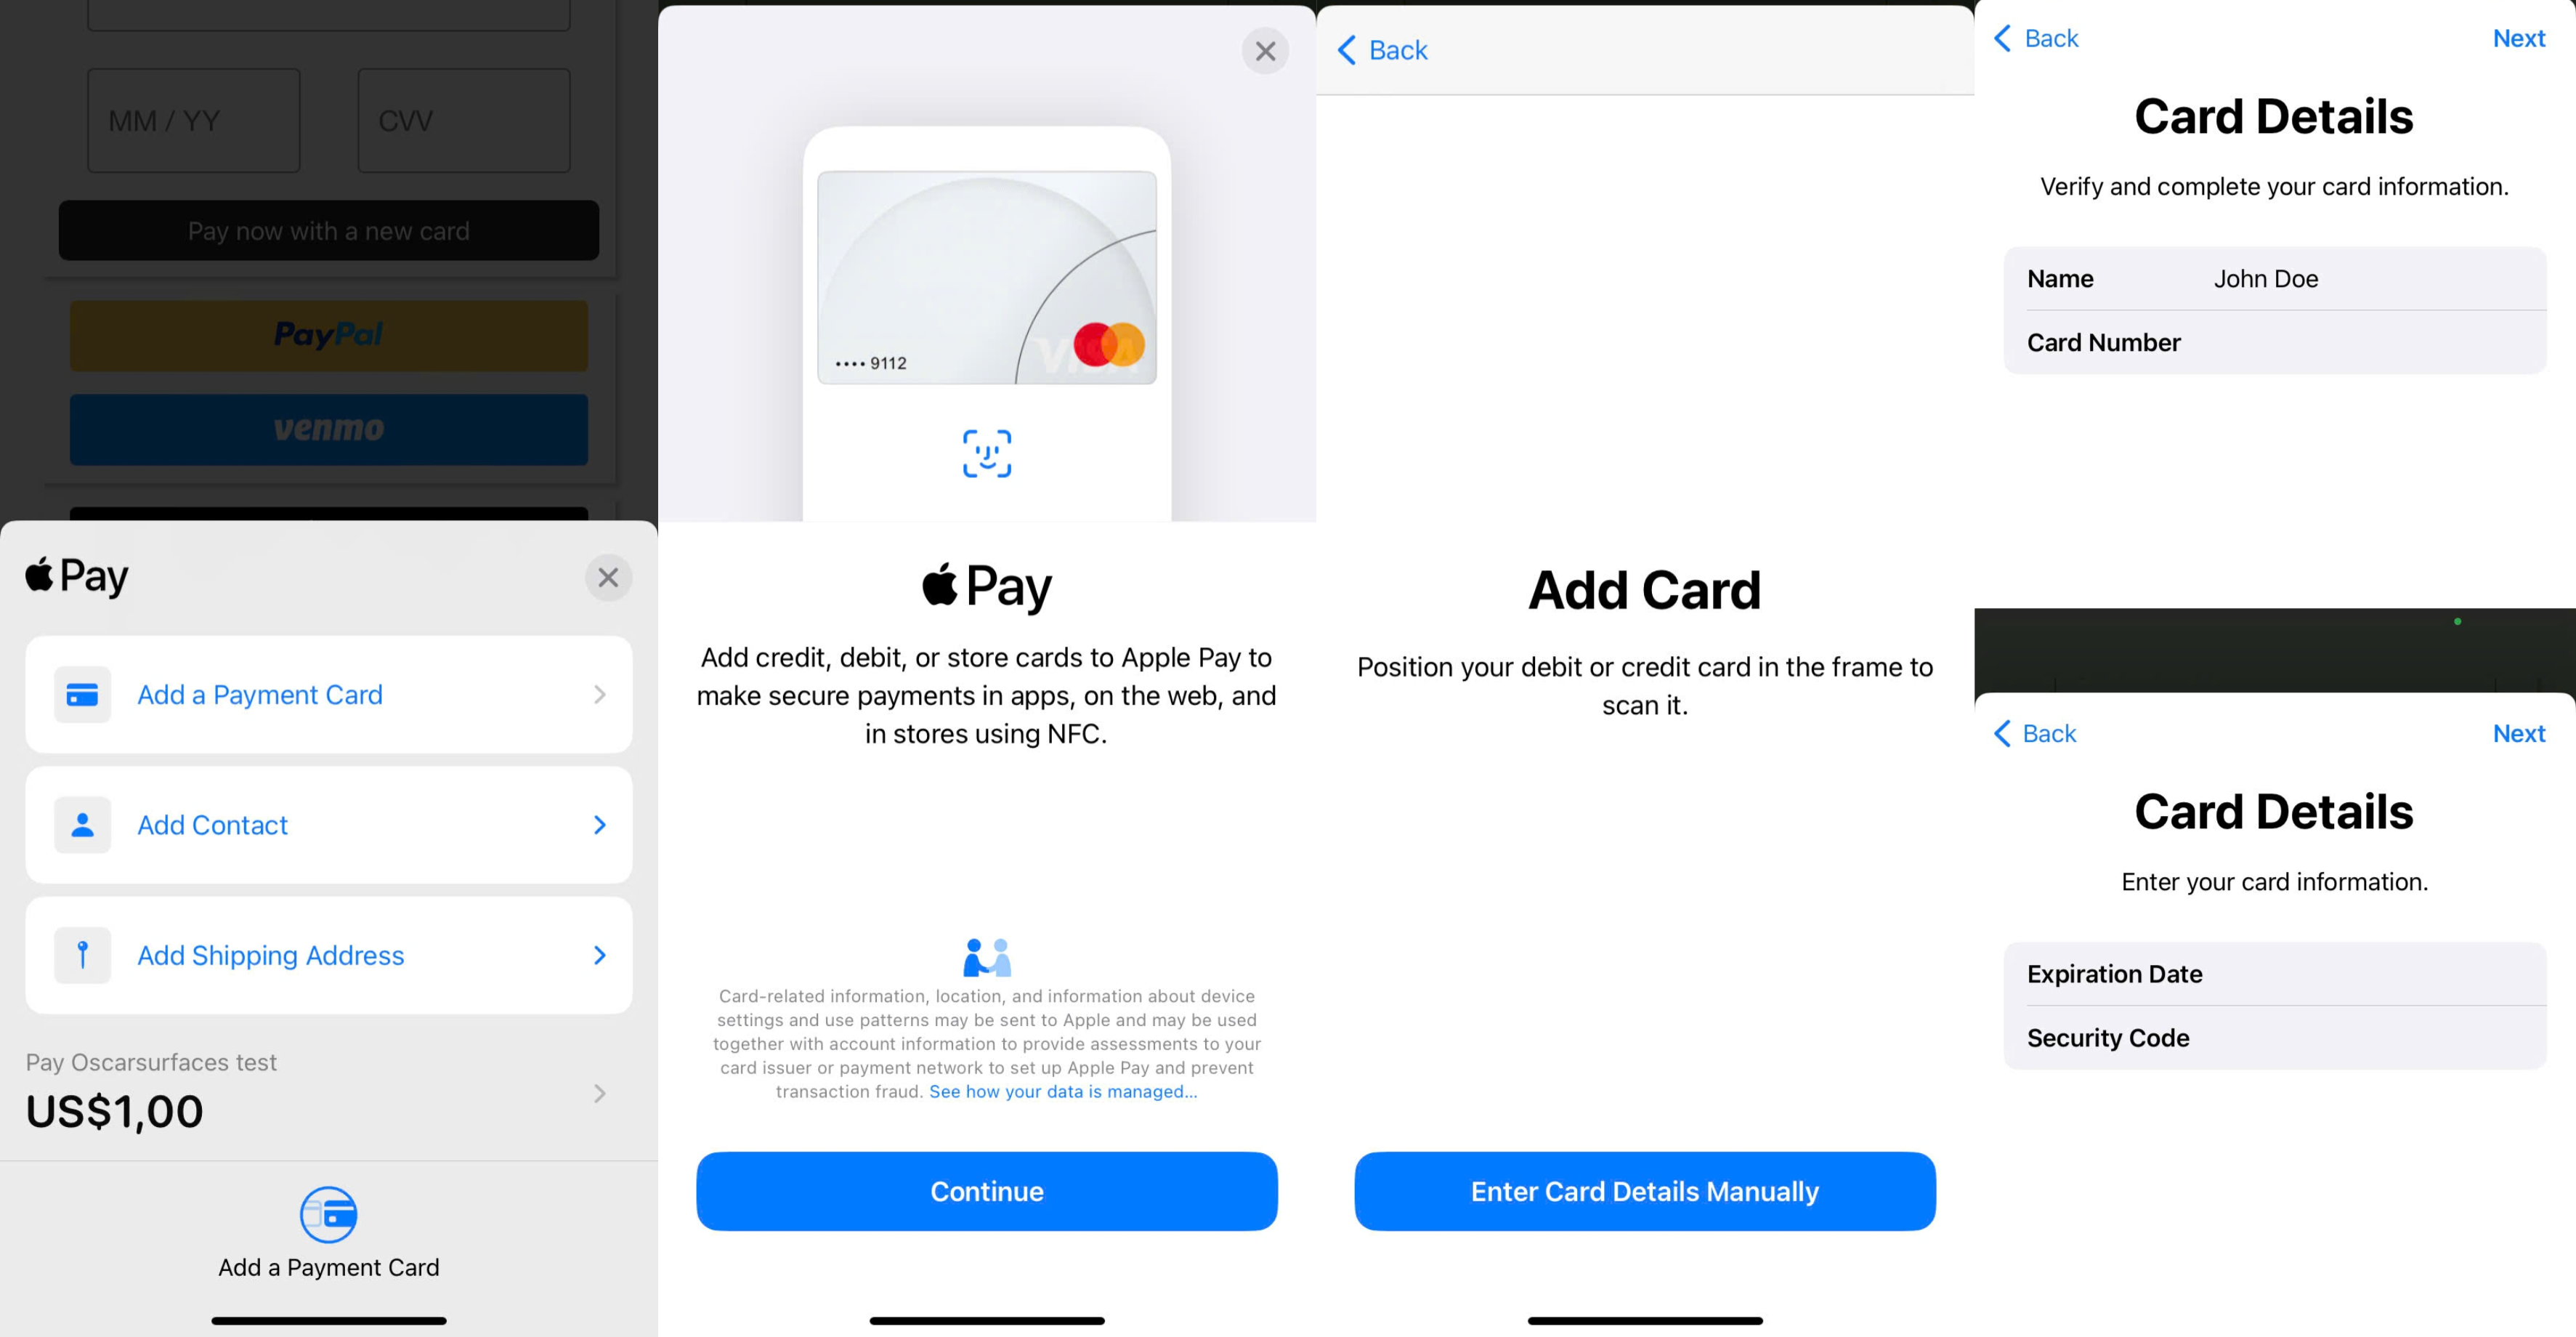 MM / YY
CVV
Pay now with a new card
PayPal
venmo
Pay
Add a Payment Card
Add Contact
Add Shipping Address
Pay Oscarsurfaces test
US$1,00
Add a Payment Card
•••• 9112
VISA
Pay
Add credit, debit, or store cards to Apple Pay to
make secure payments in apps, on the web, and
in stores using NFC.
Card-related information, location, and information about device
settings and use patterns may be sent to Apple and may be used
together with account information to provide assessments to your
card issuer or payment network to set up Apple Pay and prevent
transaction fraud. See how your data is managed...
Continue
Back
Add Card
Position your debit or credit card in the frame to
scan it.
Enter Card Details Manually
Back
Next
Card Details
Verify and complete your card information.
Name John Doe
Card Number
Back
Next
Card Details
Enter your card information.
Expiration Date
Security Code